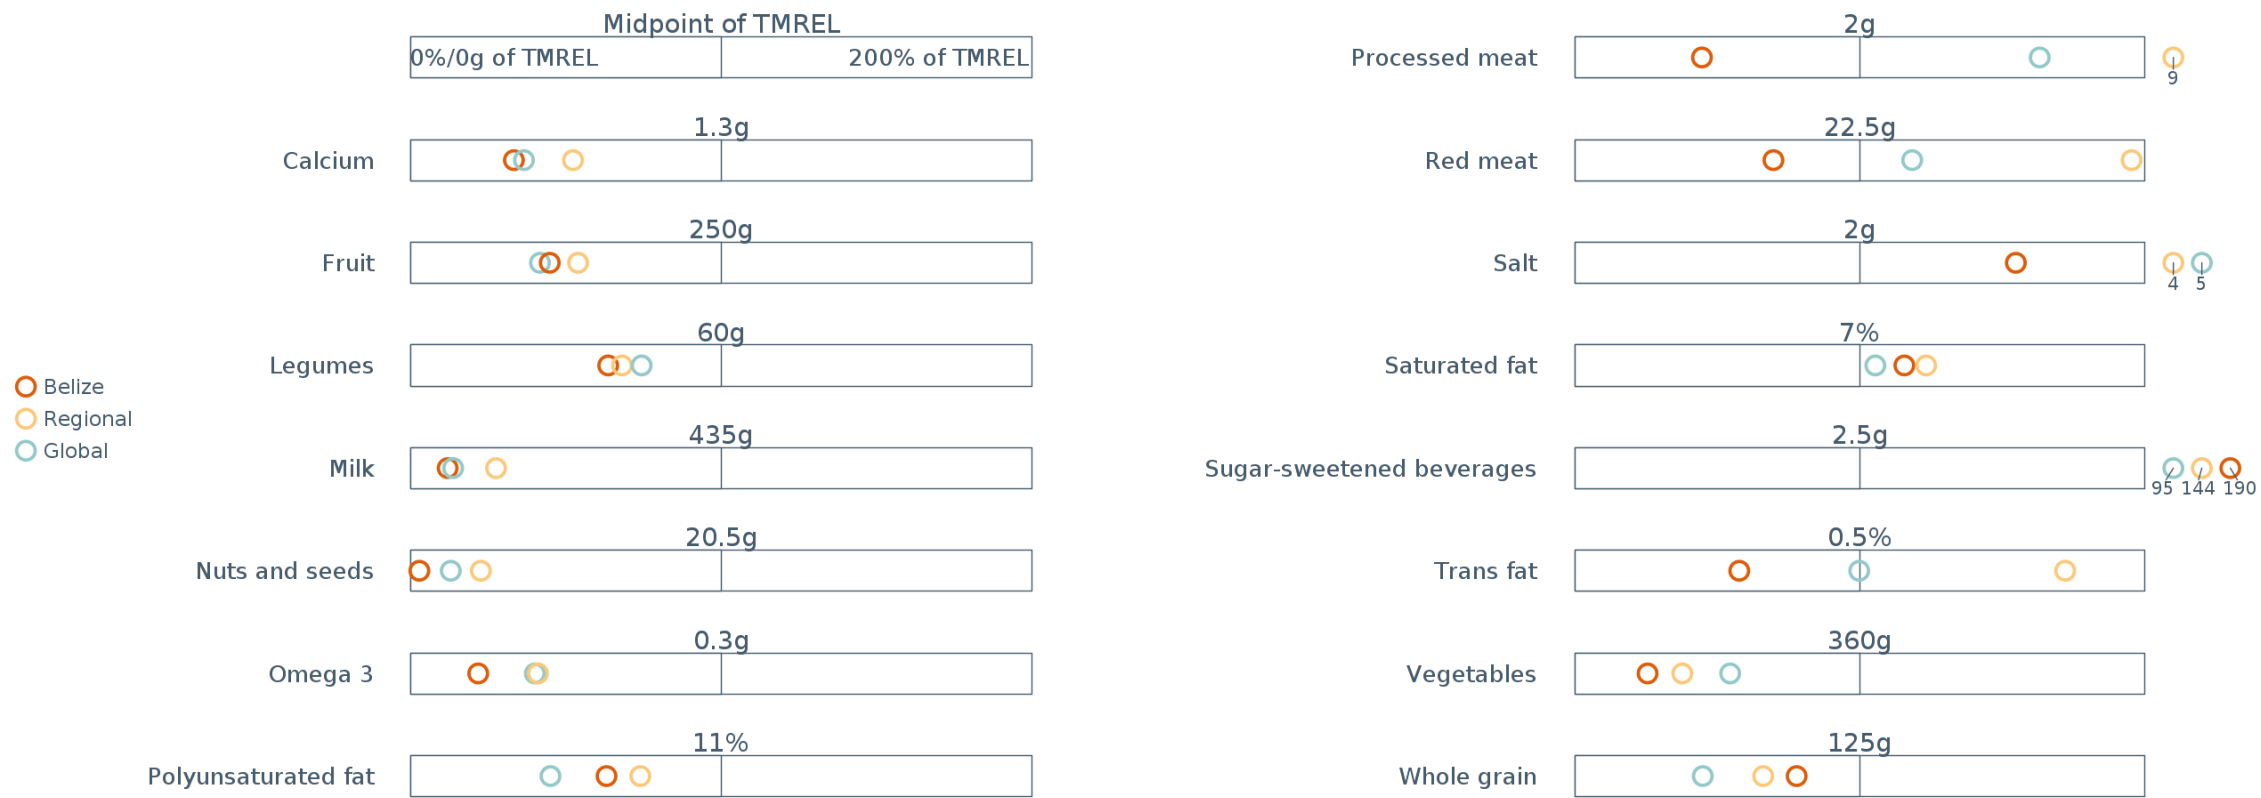 Midpoint of TMREL
0%/0g of TMREL
200% of TMREL
Calcium
1.3g
Fruit
250g
Legumes
60g
Milk
435g
Nuts and seeds
20.5g
Omega 3
0.3g
Polyunsaturated fat
11%
Belize
Regional
Global
Processed meat
2g
9
Red meat
22.5g
Salt
2g
4 5
Saturated fat
7%
Sugar-sweetened beverages
2.5g
95 144 190
Trans fat
0.5%
Vegetables
360g
Whole grain
125g